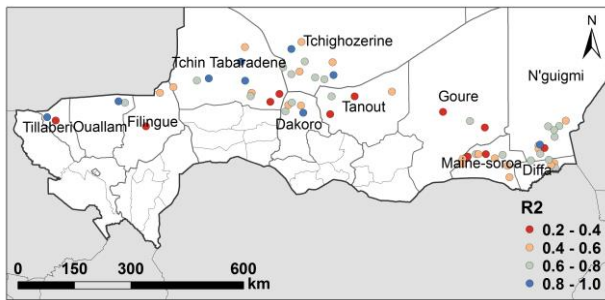 N
Tchighozerine
Tchin Tabaradene
N'guigmi
Tanout
Goure
Dakoro
Tillaberi Ouallam Filingue
Maine-soroa Diffa
R2
0.2 - 0.4
0.4 - 0.6
0.6 - 0.8
0.8 - 1.0
0 150 300 600
km